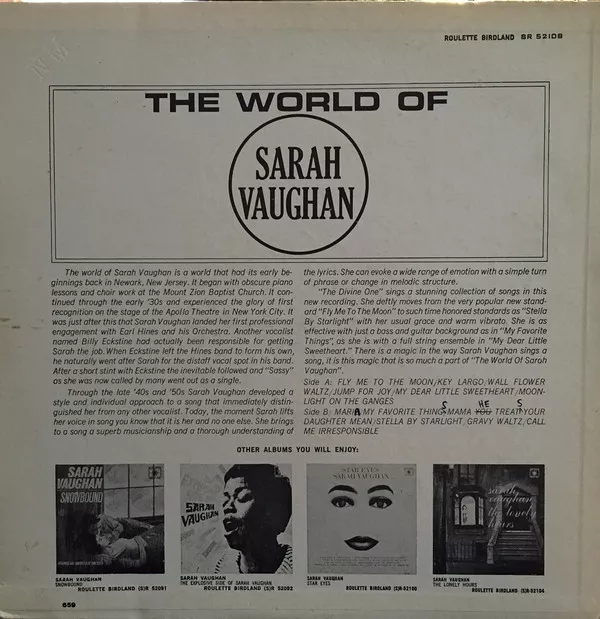 ROULETTE BIRDLAND SR 52108
THE WORLD OF
SARAH
VAUGHAN
The world of Sarah Vaughan is a world that had its early be-
ginnings back in Newark, New Jersey. It began with obscure piano
lessons and choir work at the Mount Zion Baptist Church. It con-
tinued through the early '30s and experienced the glory of first
recognition on the stage of the Apollo Theatre in New York City. It
was just after this that Sarah Vaughan landed her first professional
engagement with Earl Hines and his Orchestra. Another vocalist
named Billy Eckstine had actually been responsible for getting
Sarah the job. When Eckstine left the Hines band to form his own,
he naturally went after Sarah for the distaff vocal spot in his band.
After a short stint with Eckstine the inevitable followed and "Sassy"
as she was now called by many went out as a single.
Through the late '40s and '50s Sarah Vaughan developed a
style and individual approach to a song that immediately distin-
guished her from any other vocalist. Today, the moment Sarah lifts
her voice in song you know that it is her and no one else. She brings
to a song a superb musicianship and a thorough understanding of
the lyrics. She can evoke a wide range of emotion with a simple turn
of phrase or change in melodic structure.
"The Divine One" sings a stunning collection of songs in this
new recording. She deftly moves from the very popular new stand-
ard "Fly Me To The Moon" to such time honored standards as "Stella
By Starlight" with her usual grace and warm vibrato. She is as
effective with just a bass and guitar background as in "My Favorite
Things", as she is with a full string ensemble in "My Dear Little
Sweetheart." There is a magic in the way Sarah Vaughan sings a
song, it is this magic that is so much a part of "The World Of Sarah
Vaughan".
Side A: FLY ME TO THE MOON/KEY LARGO/WALL FLOWER
WALTZ/JUMP FOR JOY/MY DEAR LITTLE SWEETHEART/MOON-
LIGHT ON THE GANGES
S HE S
Side B: MARIA/MY FAVORITE THING/MAMA YOU TREAT YOUR
DAUGHTER MEAN/STELLA BY STARLIGHT/GRAVY WALTZ/CALL
ME IRRESPONSIBLE
OTHER ALBUMS YOU WILL ENJOY:
SARAH
VAUGHAN
SNOWBOUND
SARAH
VAUGHAN
STAR EYES
SARAH VAUGHAN
sarah
vaughan
the lonely
hours
SARAH VAUGHAN
SNOWBOUND
ROULETTE BIRDLAND (S)R 52091
SARAH VAUGHAN
THE EXPLOSIVE SIDE OF SARAH VAUGHAN
ROULETTE BIRDLAND (S)R 52092
SARAH VAUGHAN
STAR EYES
ROULETTE BIRDLAND (S)R-52100
SARAH VAUGHAN
THE LONELY HOURS
ROULETTE BIRDLAND (S)R-52104
659